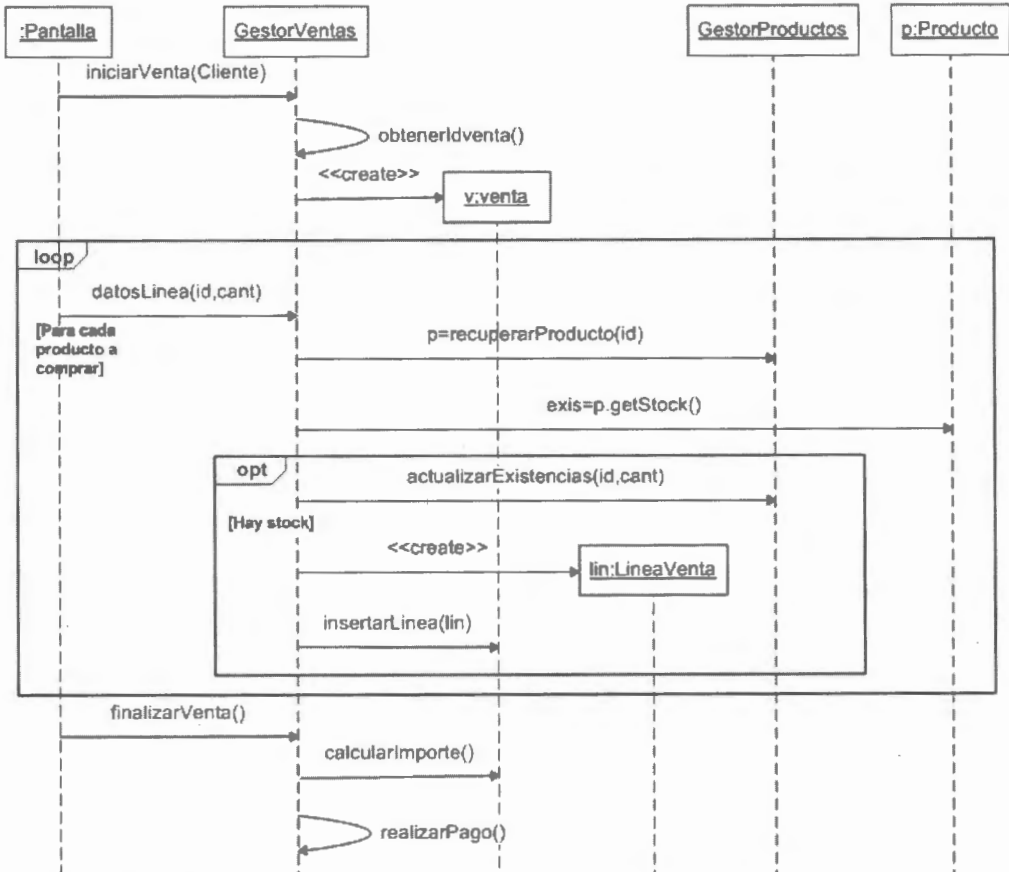 :Pantalla
GestorVentas
GestorProductos
p:Producto
iniciarVenta(Cliente)
obtenerIdventa()
<<create>>
v:venta
loop
datosLinea(id,cant)
[Para cada
producto a
comprar]
p=recuperarProducto(id)
exis=p.getStock()
opt
actualizarExistencias(id,cant)
[Hay stock]
<<create>>
lin:LineaVenta
insertarLinea(lin)
finalizarVenta()
calcularImporte()
realizarPago()